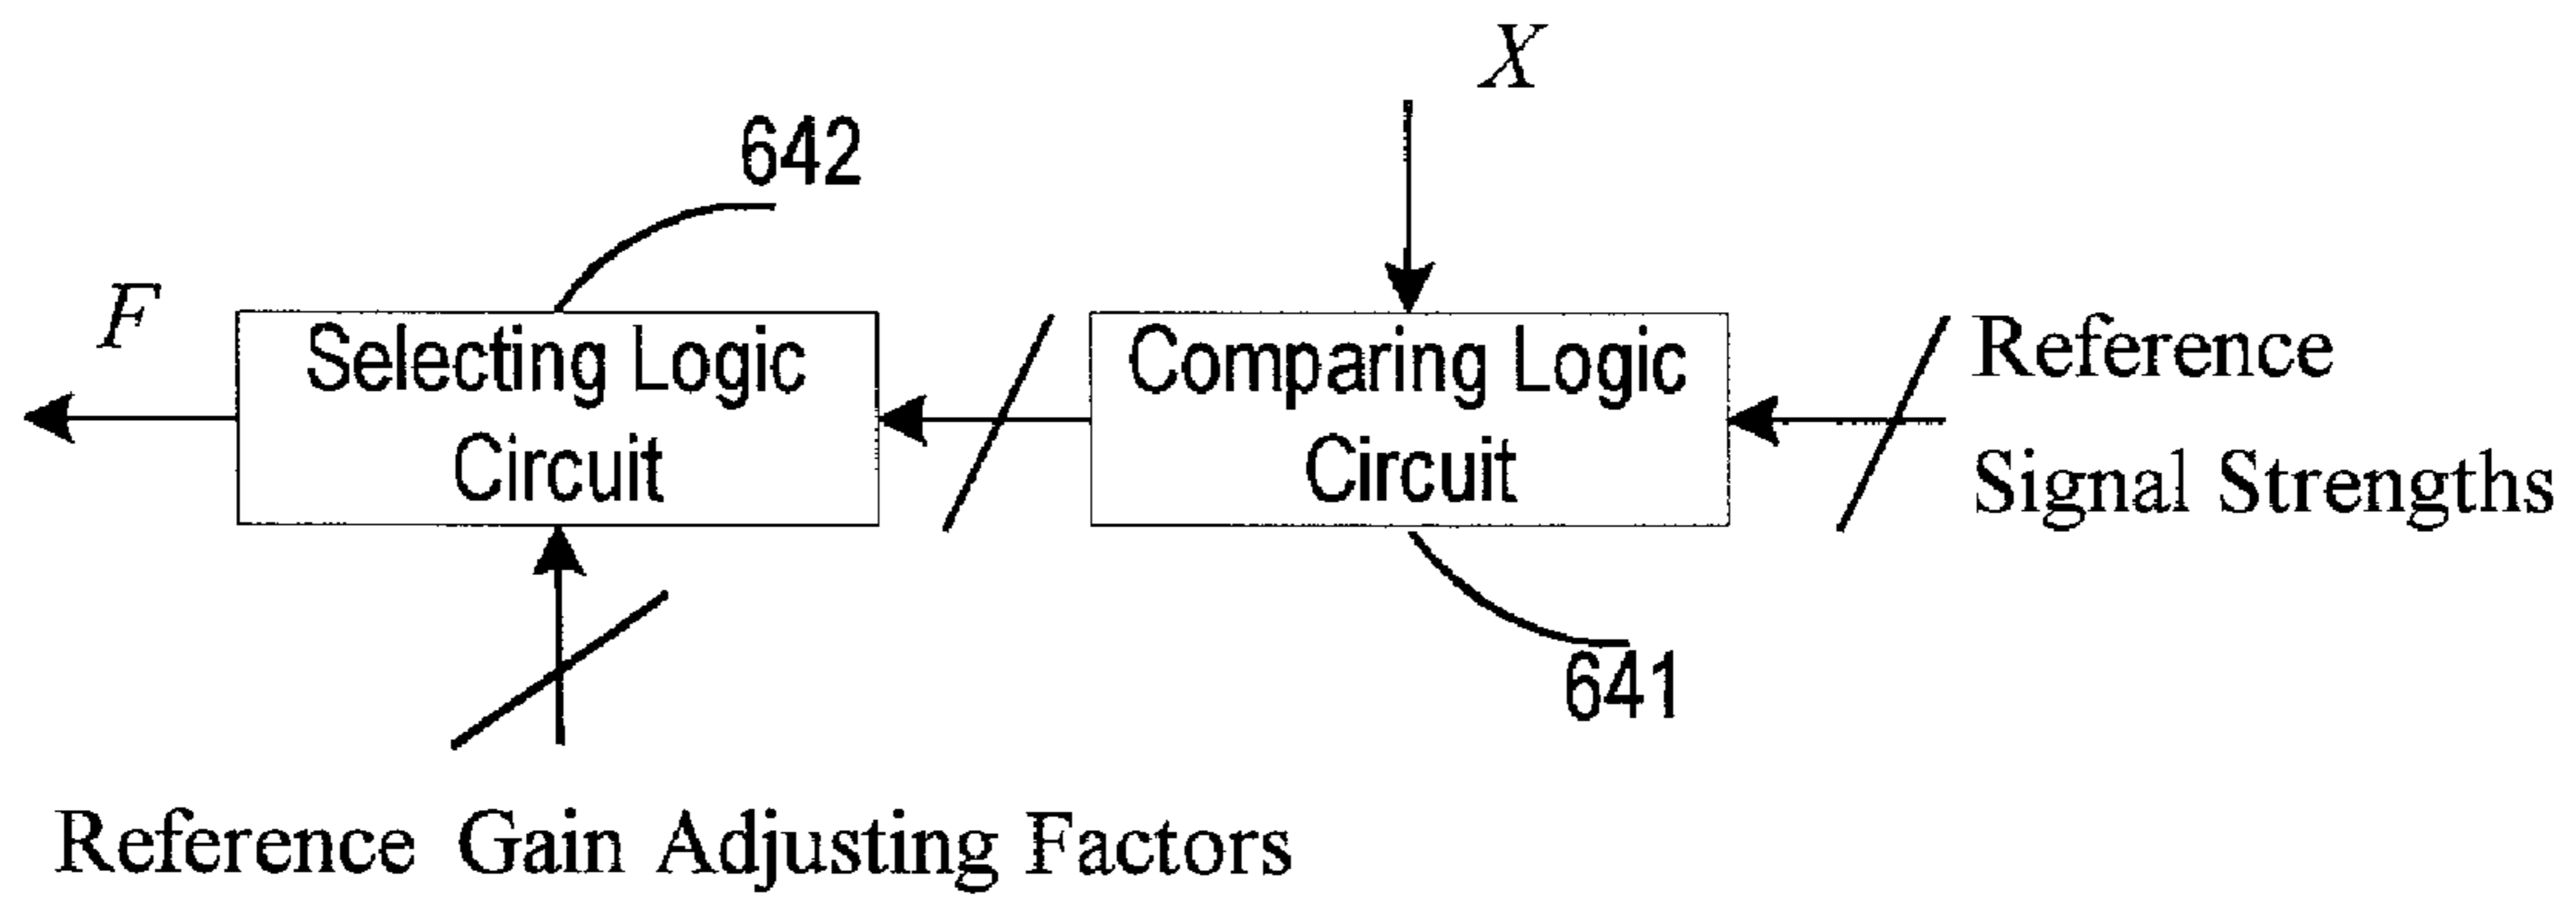 X
642
F
Selecting Logic
Circuit
Comparing Logic
Circuit
Reference
Signal Strengths
641
Reference Gain Adjusting Factors